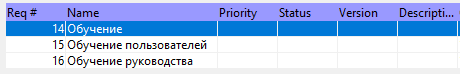 Req # Name Priority Status Version Descripti...
14 Обучение
15 Обучение пользователей
16 Обучение руководства